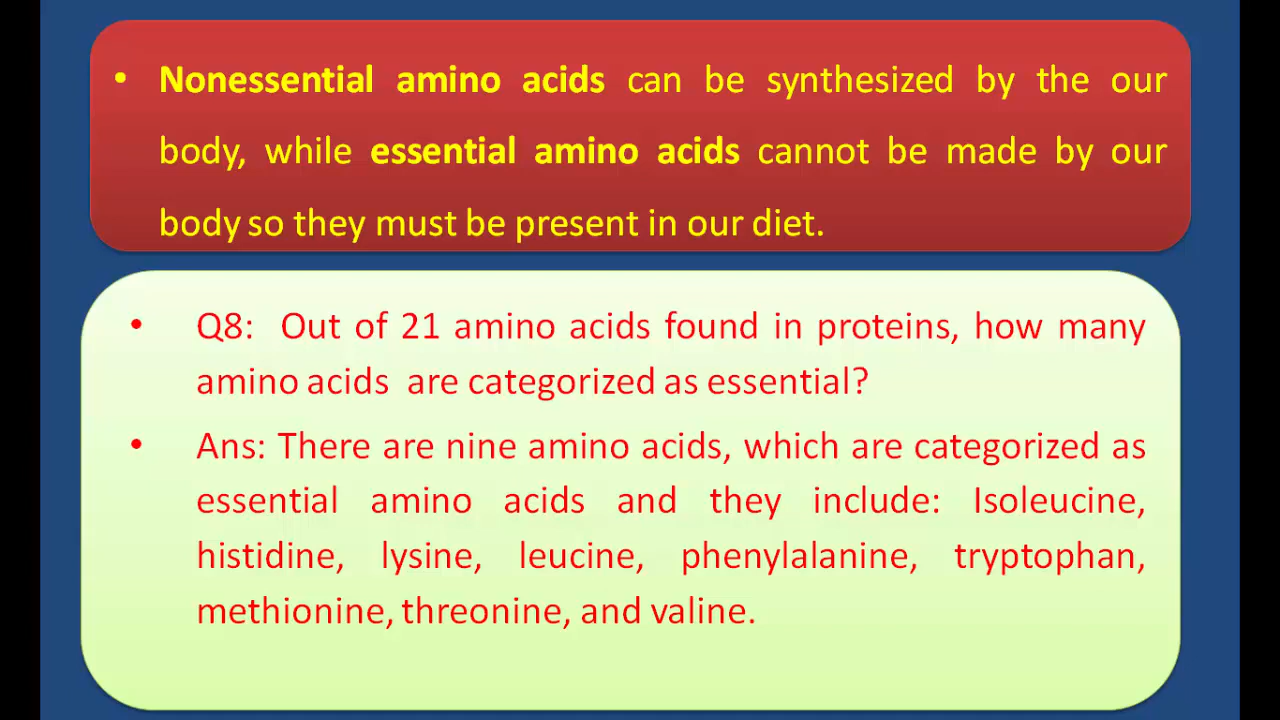 • Nonessential amino acids can be synthesized by the our
body, while essential amino acids cannot be made by our
body so they must be present in our diet.
• Q8: Out of 21 amino acids found in proteins, how many
amino acids are categorized as essential?
• Ans: There are nine amino acids, which are categorized as
essential amino acids and they include: Isoleucine,
histidine, lysine, leucine, phenylalanine, tryptophan,
methionine, threonine, and valine.